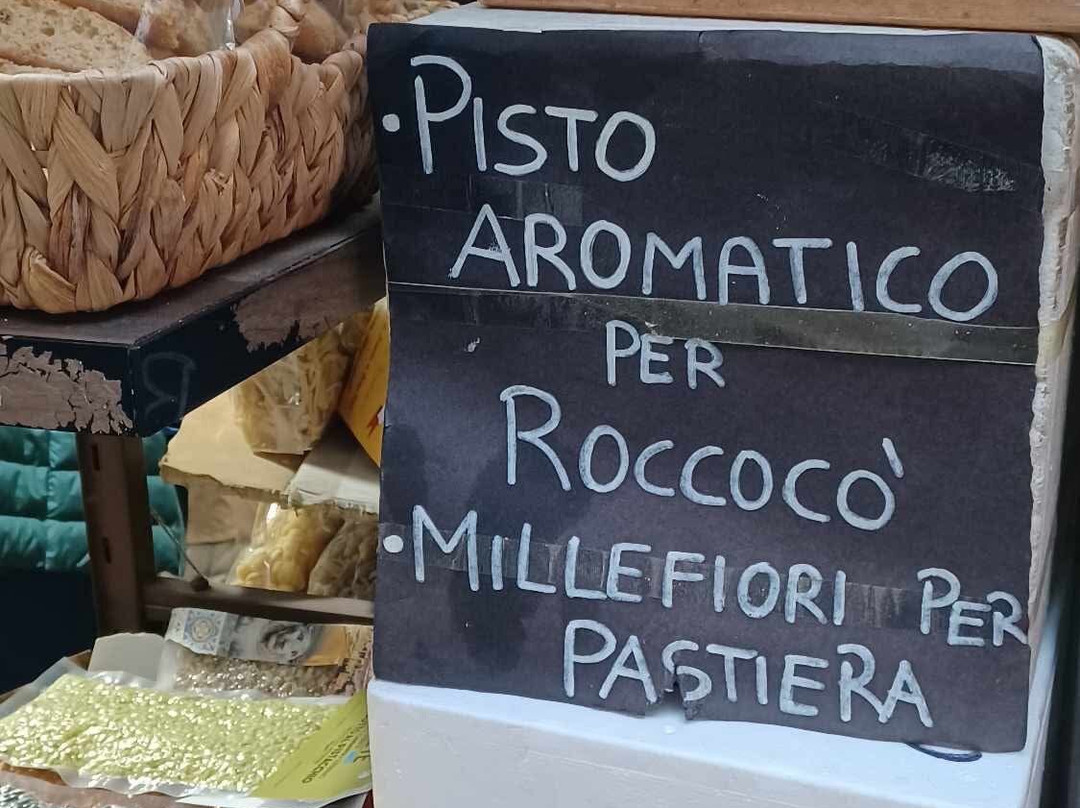 • PISTO
AROMATICO
PER
ROCCOCO'
• MILLEFIORI PER
PASTIERA